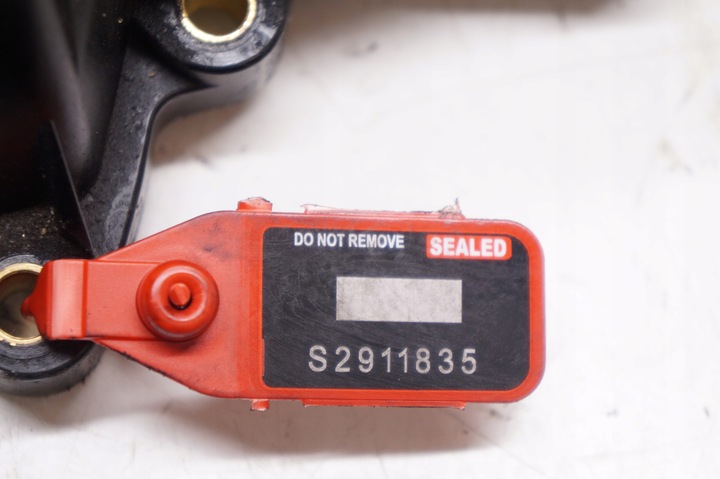 DO NOT REMOVE SEALED
S2911835